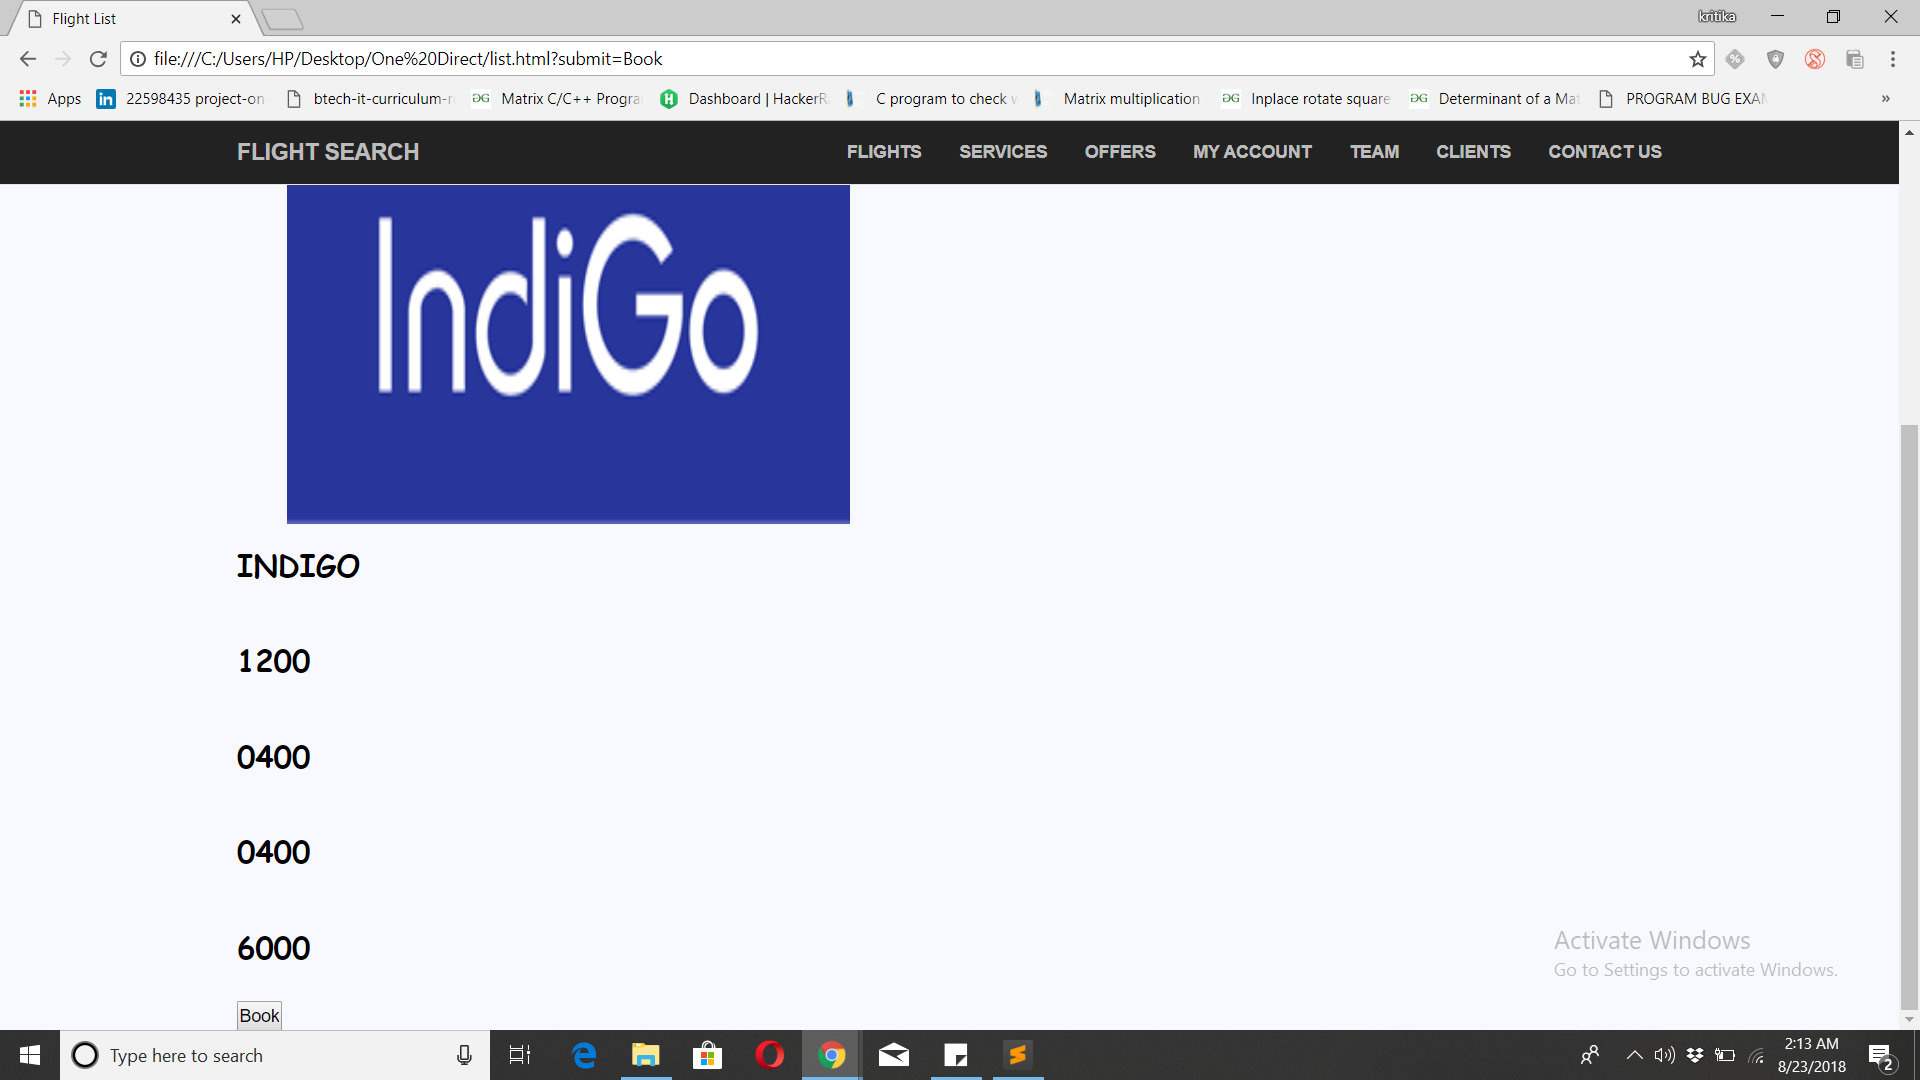 Flight List
kritika
file:///C:/Users/HP/Desktop/One%20Direct/list.html?submit=Book
Apps
22598435 project-on
btech-it-curriculum-r
Matrix C/C++ Progra
Dashboard | HackerR
C program to check
Matrix multiplication
Inplace rotate square
Determinant of a Mat
PROGRAM BUG EXAM
»
FLIGHT SEARCH
FLIGHTS
SERVICES
OFFERS
MY ACCOUNT
TEAM
CLIENTS
CONTACT US
IndiGo
INDIGO
1200
0400
0400
6000
Book
Activate Windows
Go to Settings to activate Windows.
Type here to search
2:13 AM
8/23/2018
2